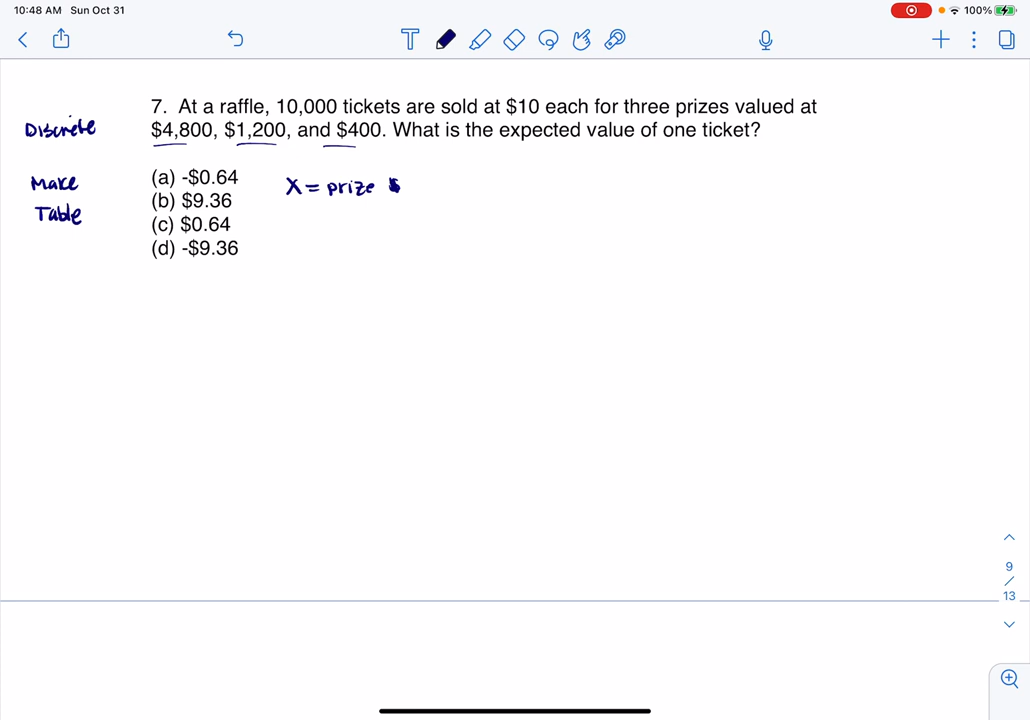 10:48 AM Sun Oct 31
100%
T
7. At a raffle, 10,000 tickets are sold at $10 each for three prizes valued at
$4,800, $1,200, and $400. What is the expected value of one ticket?
Discrete
Make
Table
(a) -$0.64
(b) $9.36
(c) $0.64
(d) -$9.36
X = prize $
9
/
13